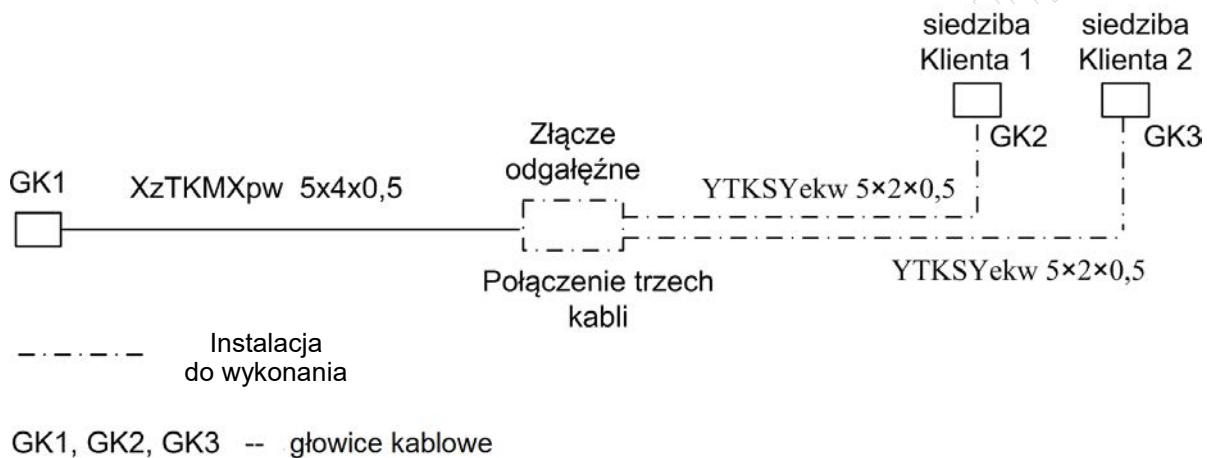 siedziba
Klienta 1
siedziba
Klienta 2
GK2
GK3
Złącze
odgałęźne
GK1
XzTKMXpw 5x4x0,5
YTKSYekw 5×2×0,5
YTKSYekw 5×2×0,5
Połączenie trzech
kabli
Instalacja
do wykonania
GK1, GK2, GK3 -- głowice kablowe